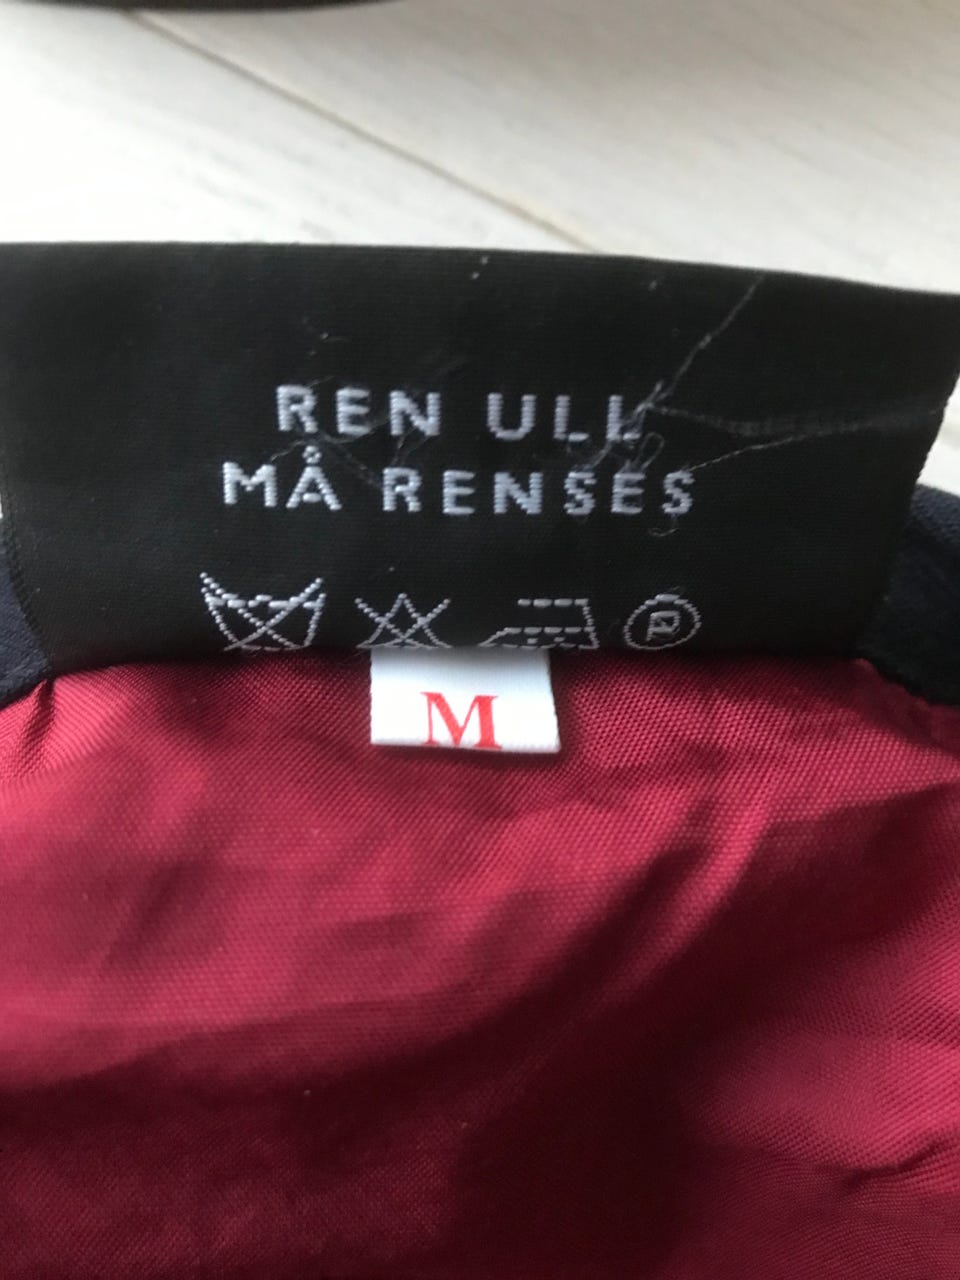 REN ULL
MÅ RENSES
P
M